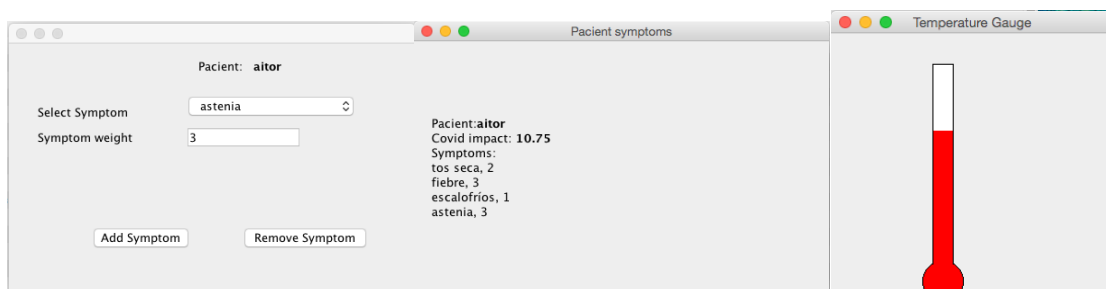 Pacient: aitor
Select Symptom
astenia
Symptom weight
3
Add Symptom
Remove Symptom
Pacient symptoms
Pacient:aitor
Covid impact: 10.75
Symptoms:
tos seca, 2
fiebre, 3
escalofríos, 1
astenia, 3
Temperature Gauge